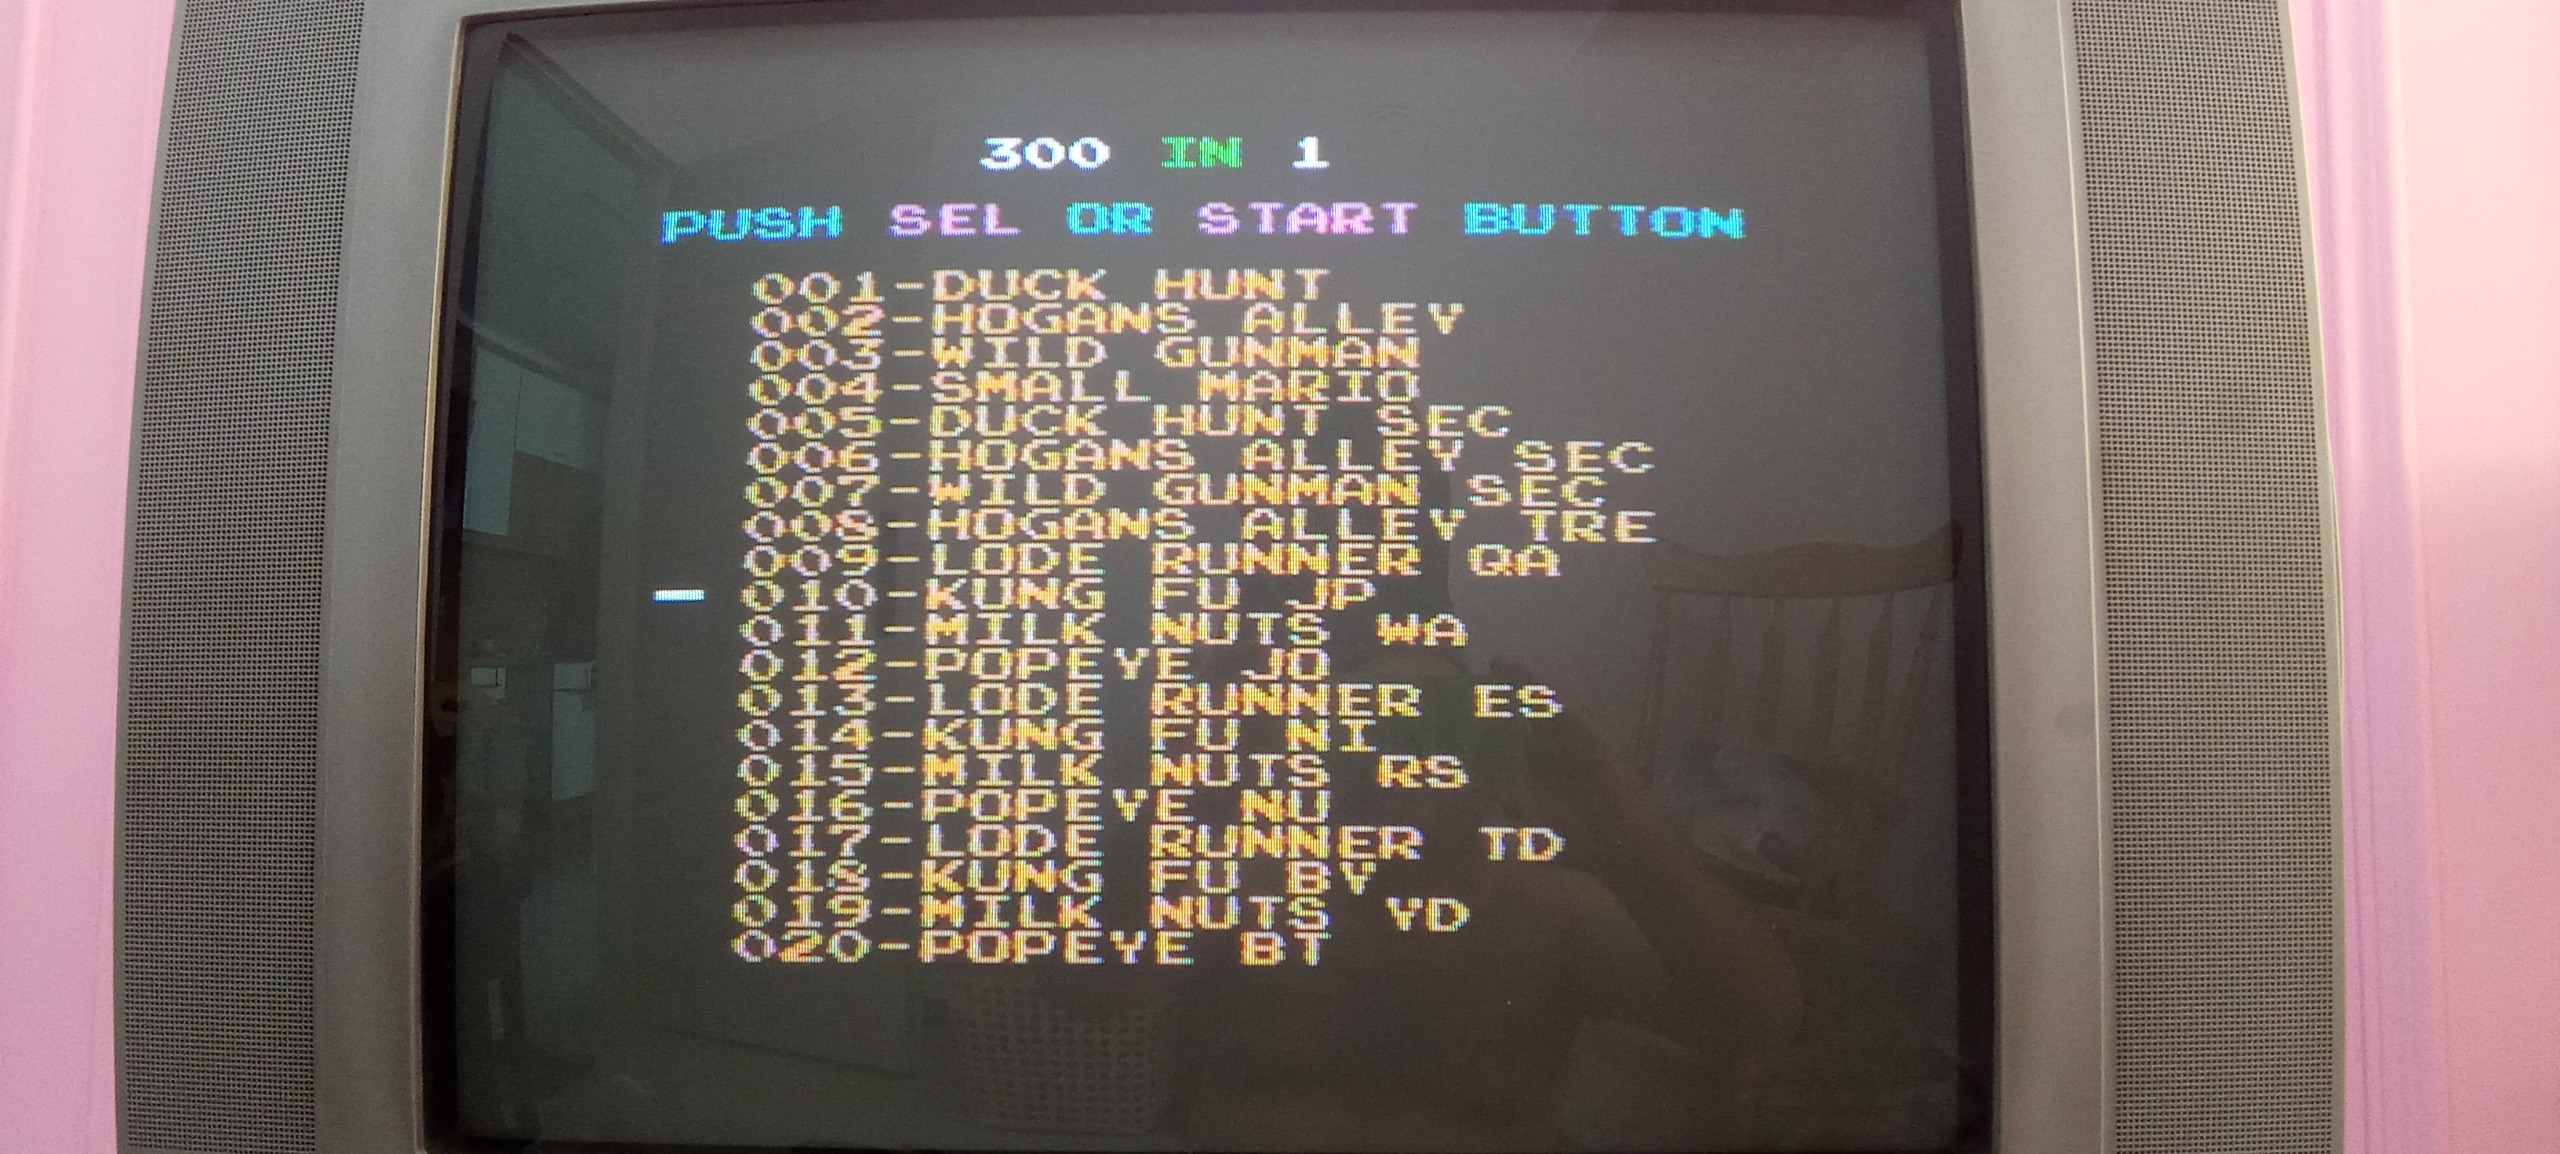 300 IN 1
PUSH SEL OR START BUTTON
001-DUCK HUNT
002-HOGANS ALLEY
003-WILD GUNMAN
004-SMALL MARIO
005-DUCK HUNT SEC
006-HOGANS ALLEY SEC
007-WILD GUNMAN SEC
008-HOGANS ALLEY TRE
009-LODE RUNNER QA
010-KUNG FU JP
011-MILK NUTS WA
012-POPEYE JO
013-LODE RUNNER ES
014-KUNG FU NI
015-MILK NUTS RS
016-POPEYE NU
017-LODE RUNNER TD
018-KUNG FU BY
019-MILK NUTS YD
020-POPEYE BT